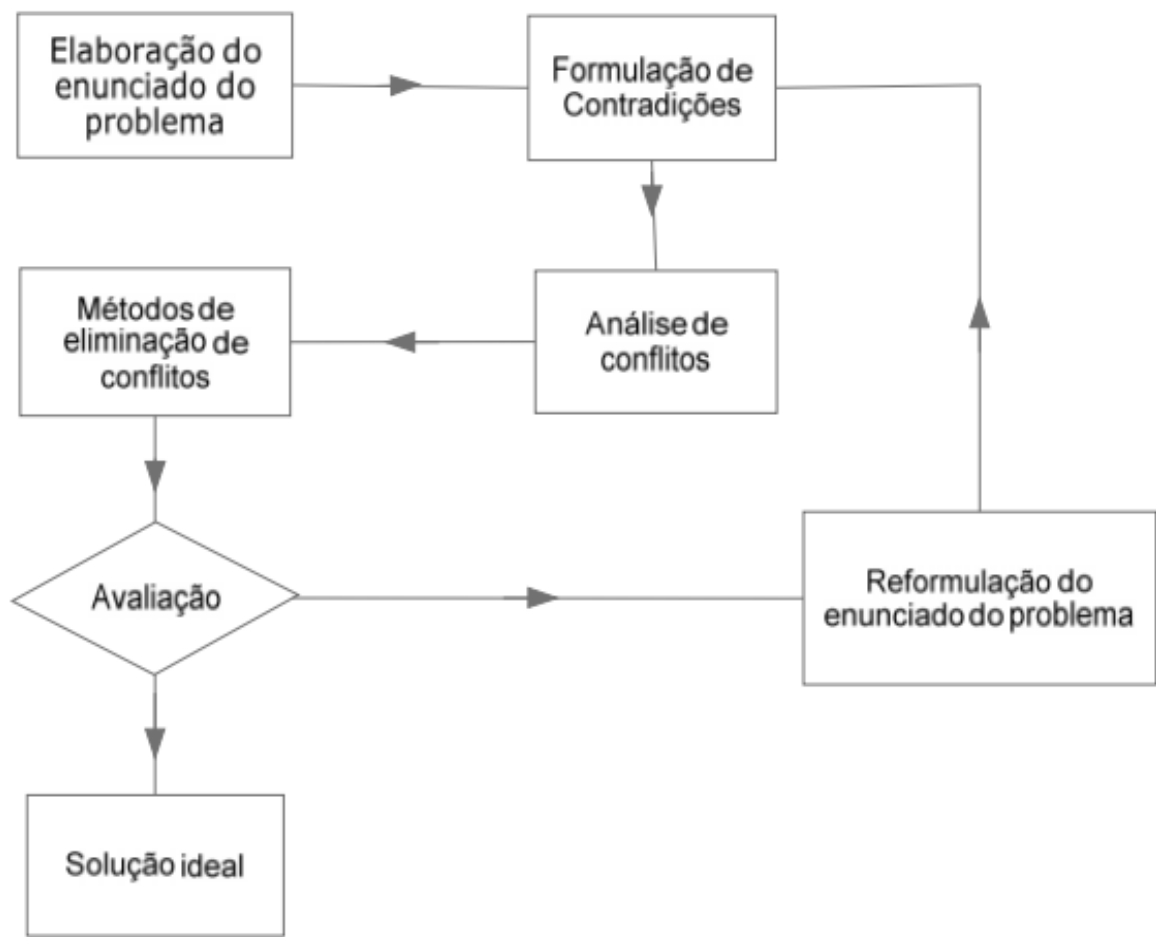 Elaboração do
enunciado do
problema
Formulação de
Contradições
Métodos de
eliminação de
conflitos
Análise de
conflitos
Avaliação
Reformulação do
enunciado do problema
Solução ideal